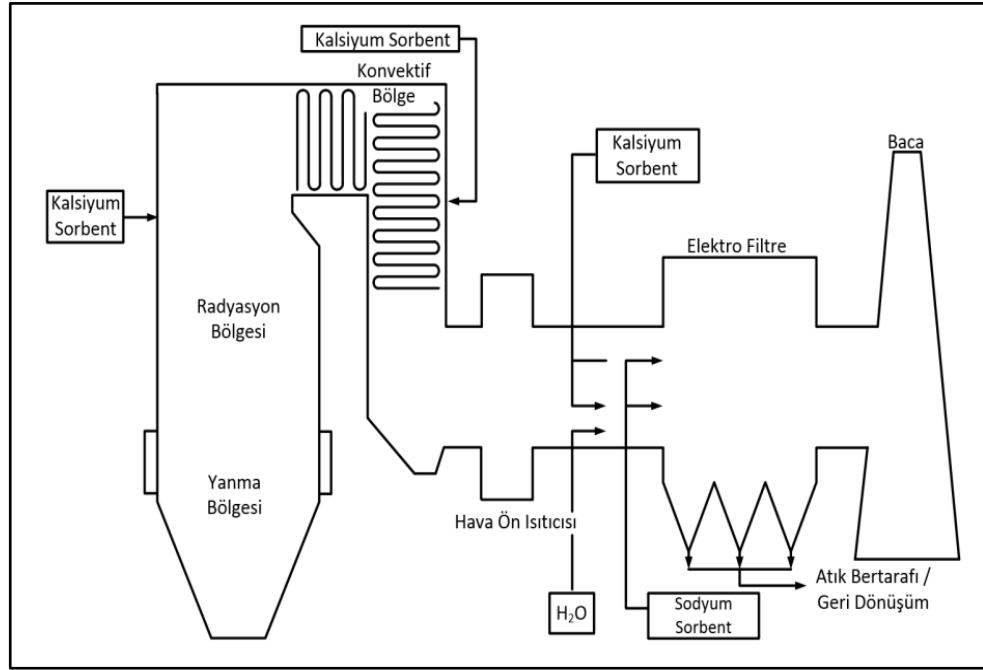 Kalsiyum Sorbent
Konvektif
Bölge
Kalsiyum
Sorbent
Baca
Kalsiyum
Sorbent
Elektro Filtre
Radyasyon
Bölgesi
Yanma
Bölgesi
Hava Ön Isıtıcısı
Atık Bertarafı /
Geri Dönüşüm
H₂O
Sodyum
Sorbent